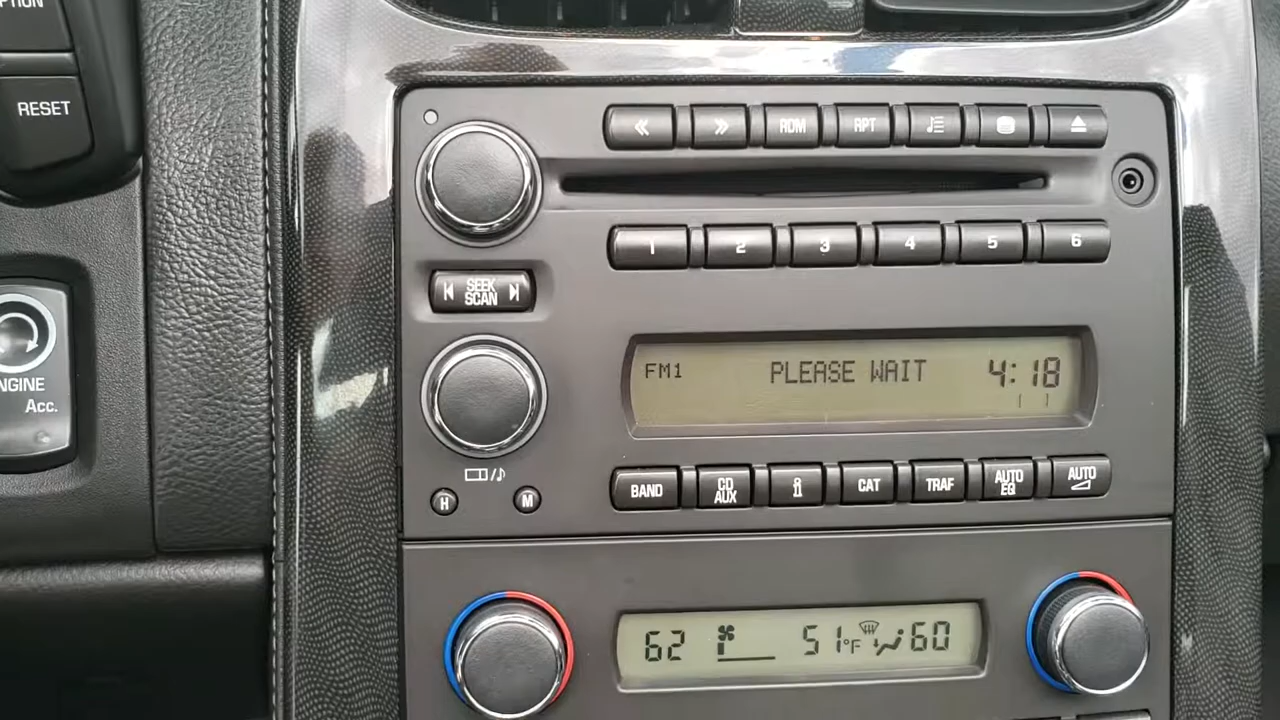 RESET
RDM RPT
1 2 3 4 5 6
SEEK
SCAN
FM1 PLEASE WAIT 4:18
Acc.
H M
BAND CD AUX i CAT TRAF AUTO EQ AUTO
62 51°F 60